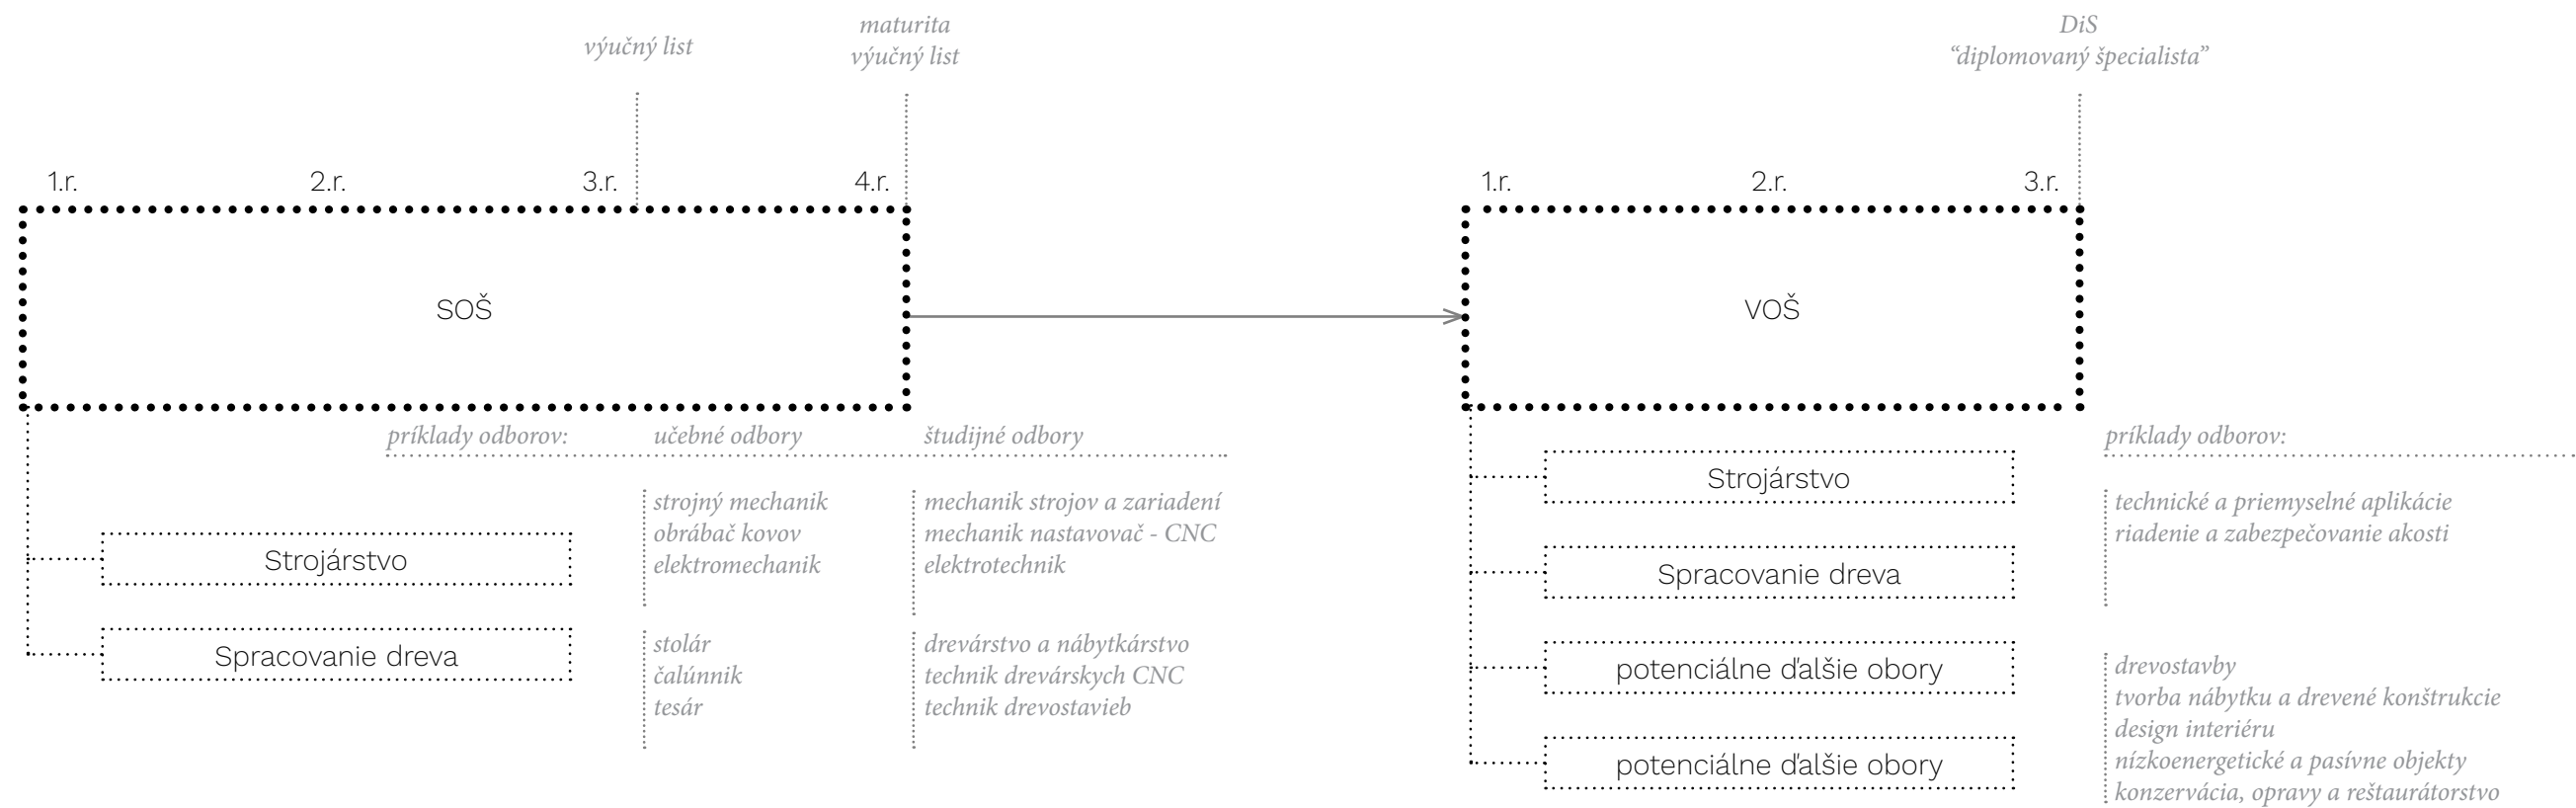 výučný list
maturita
výučný list
DiS
“diplomovaný špecialista”
1.r.
2.r.
3.r.
4.r.
1.r.
2.r.
3.r.
SOŠ
VOŠ
príklady odborov:
učebné odbory
študijné odbory
Strojárstvo
strojný mechanik
obrábač kovov
elektromechanik
mechanik strojov a zariadení
mechanik nastavovač - CNC
elektrotechnik
Spracovanie dreva
stolár
čalúnnik
tesár
drevárstvo a nábytkárstvo
technik drevárskych CNC
technik drevostavieb
Strojárstvo
Spracovanie dreva
potenciálne ďalšie obory
potenciálne ďalšie obory
príklady odborov:
technické a priemyselné aplikácie
riadenie a zabezpečovanie akosti
drevostavby
tvorba nábytku a drevené konštrukcie
design interiéru
nízkoenergetické a pasívne objekty
konzervácia, opravy a reštaurátorstvo